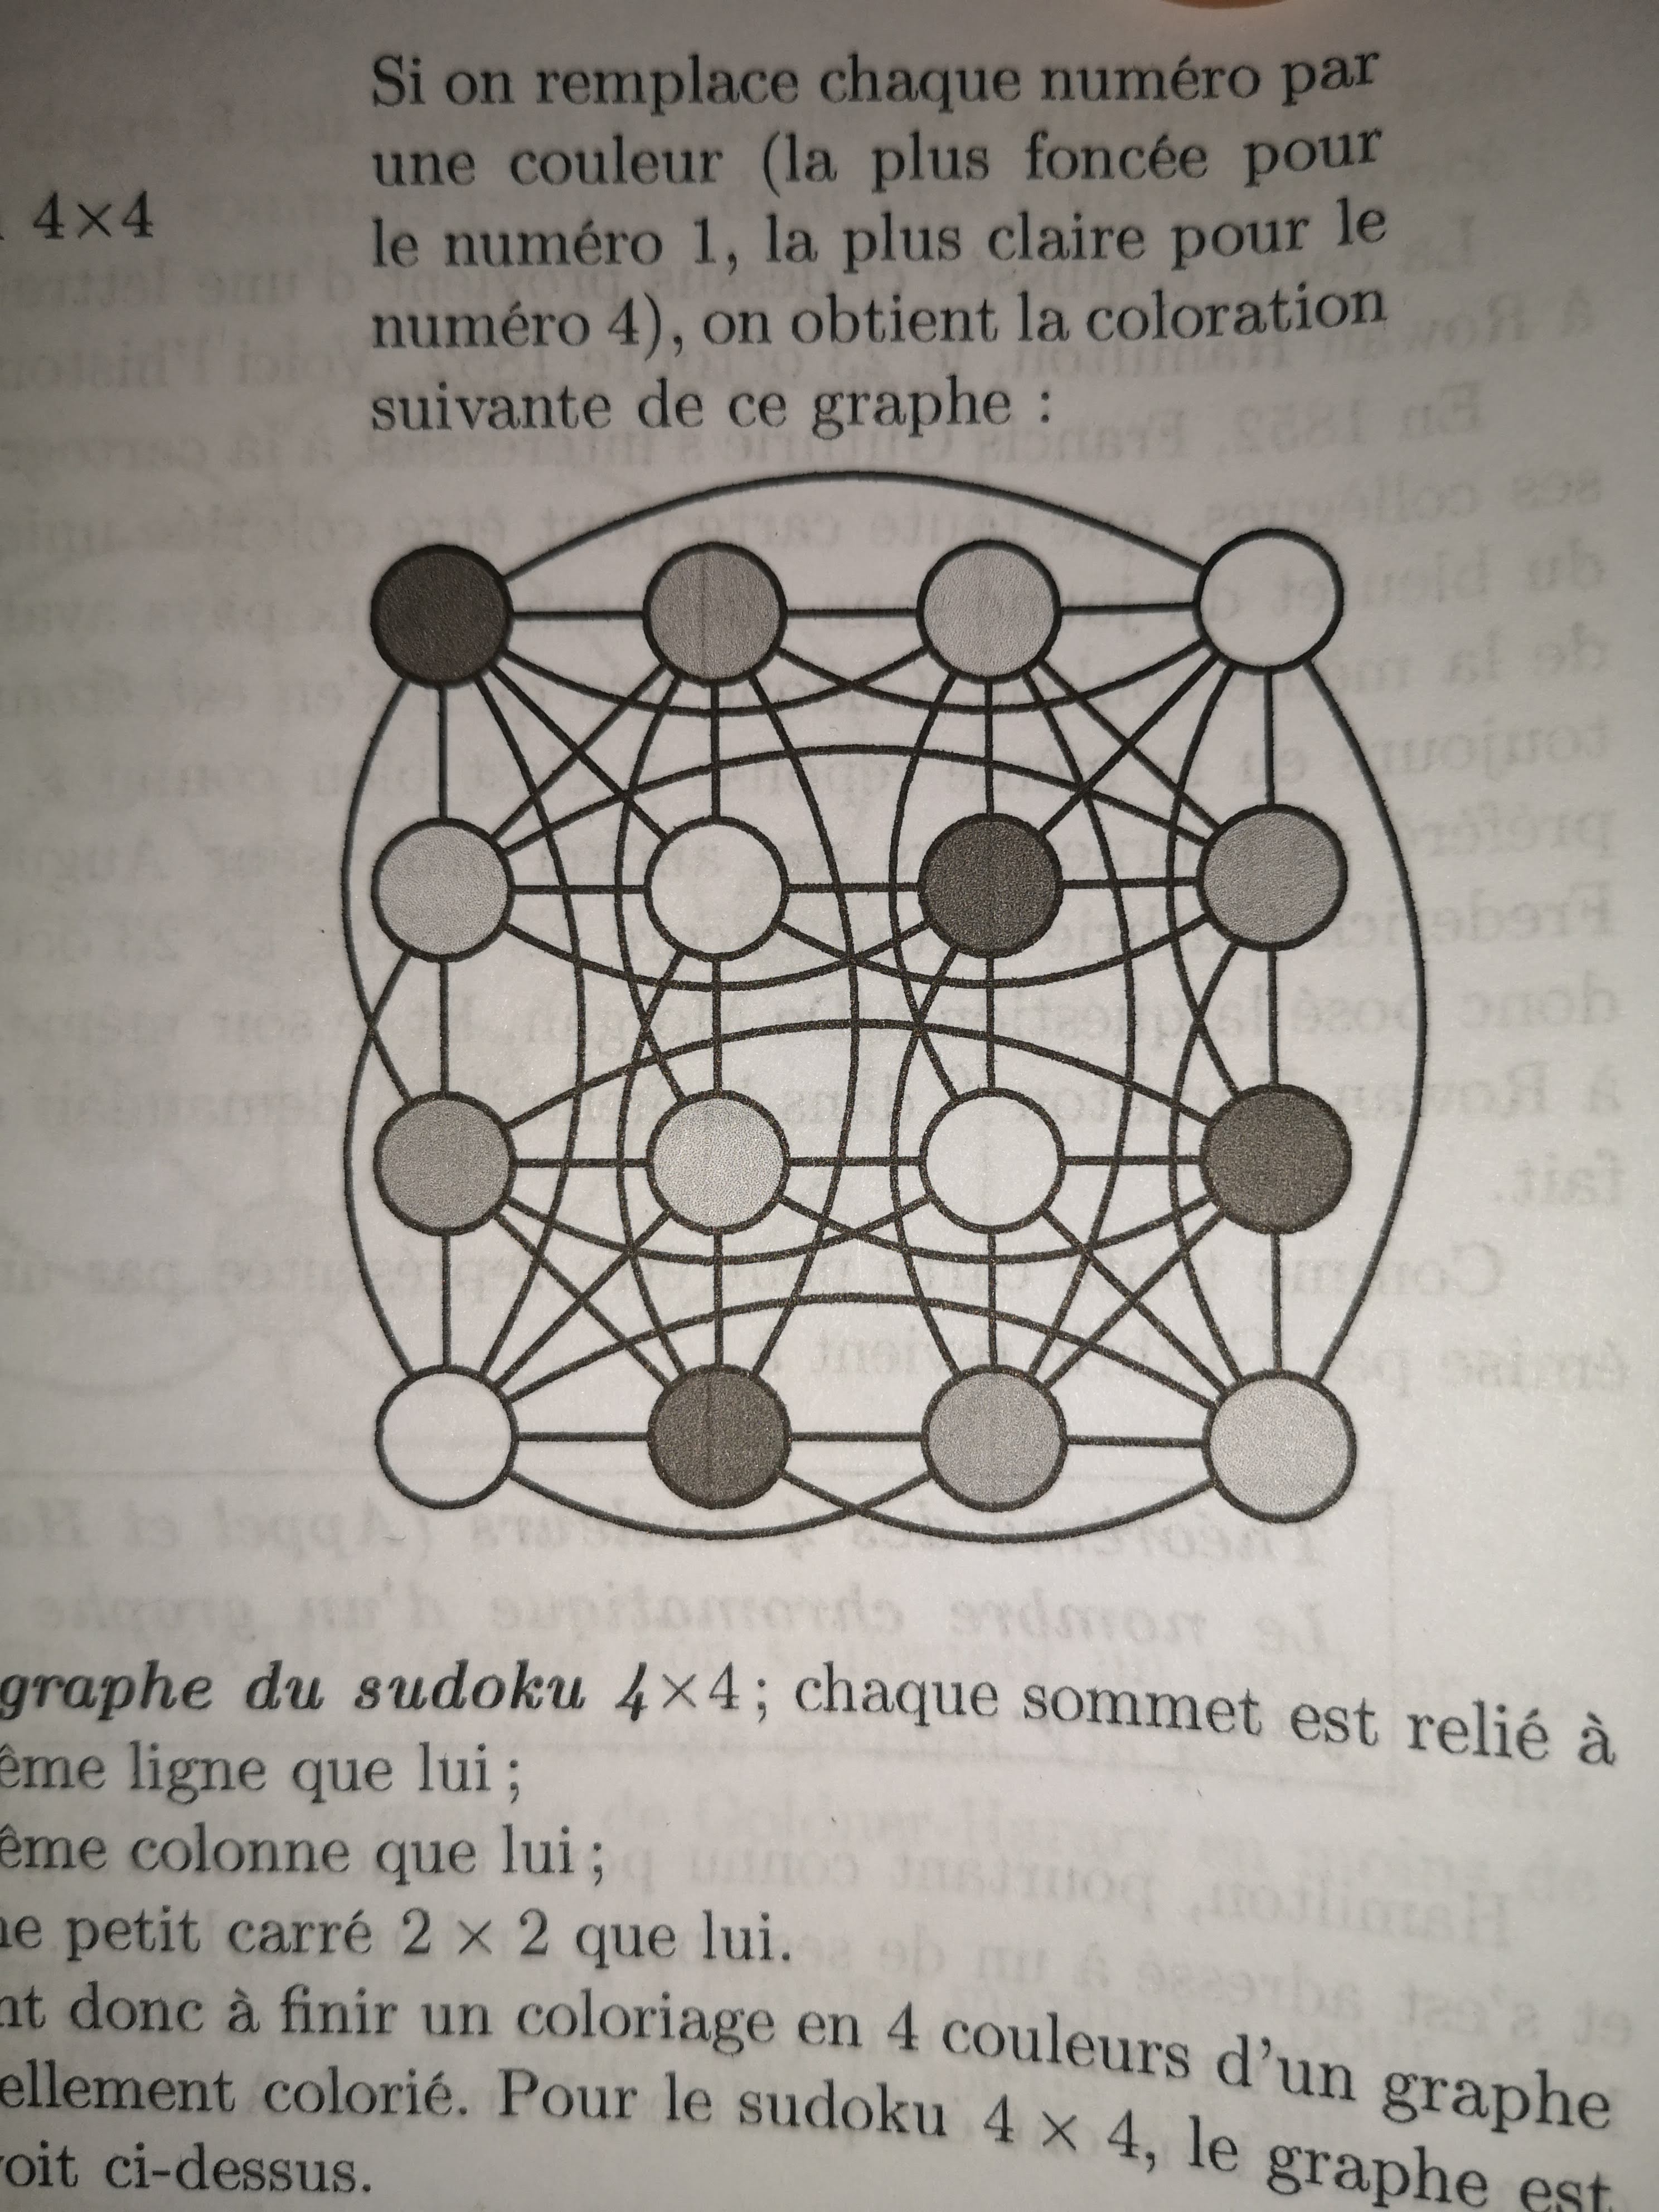 Si on remplace chaque numéro par
une couleur (la plus foncée pour
4×4
le numéro 1, la plus claire pour le
numéro 4), on obtient la coloration
suivante de ce graphe :
graphe du sudoku 4×4 ; chaque sommet est relié à
ême ligne que lui ;
ême colonne que lui ;
petit carré 2 × 2 que lui.
nt donc à finir un coloriage en 4 couleurs d'un graphe
ellement colorié. Pour le sudoku 4 × 4, le graphe est
oit ci-dessus.